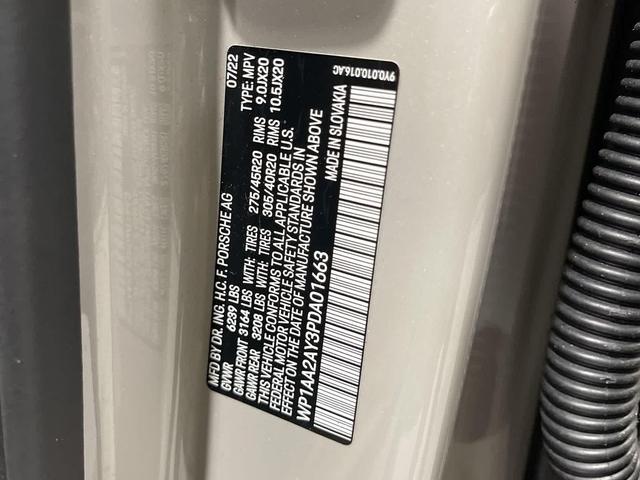 MFD BY DR. ING. H.C. F. PORSCHE AG 07/22
GVWR 6239 LBS TYPE: MPV
GAWR FRONT 3164 LBS WITH: TIRES 275/45R20 RIMS 9.0JX20
GAWR REAR 3208 LBS WITH: TIRES 305/40R20 RIMS 10.5JX20
THIS VEHICLE CONFORMS TO ALL APPLICABLE U.S.
FEDERAL MOTOR VEHICLE SAFETY STANDARDS IN
EFFECT ON THE DATE OF MANUFACTURE SHOWN ABOVE
WP1AA2AY3PDA01663 MADE IN SLOVAKIA
9Y0.010.016.AC